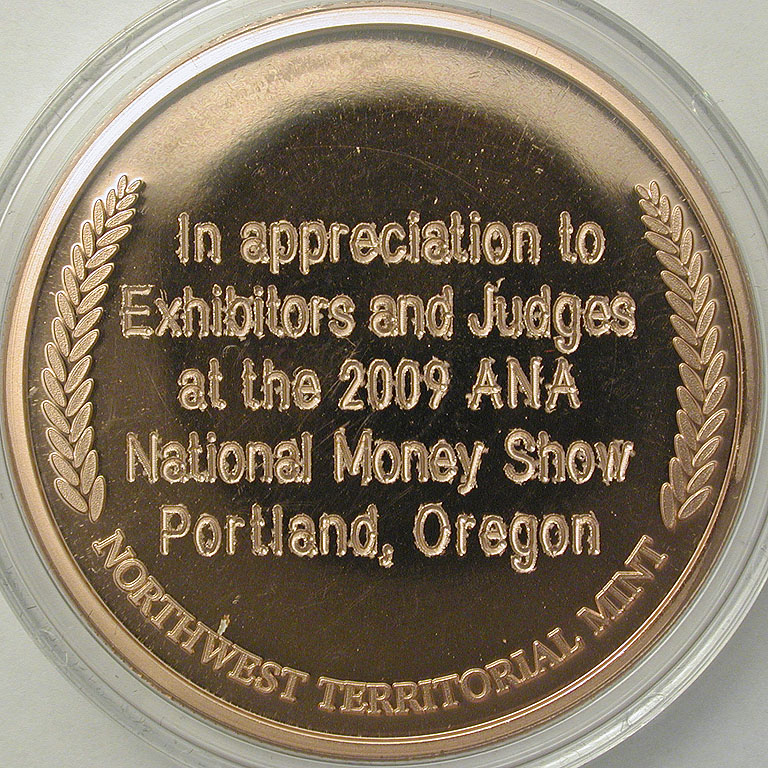 In appreciation to
Exhibitors and Judges
at the 2009 ANA
National Money Show
Portland, Oregon
NORTHWEST TERRITORIAL MINT